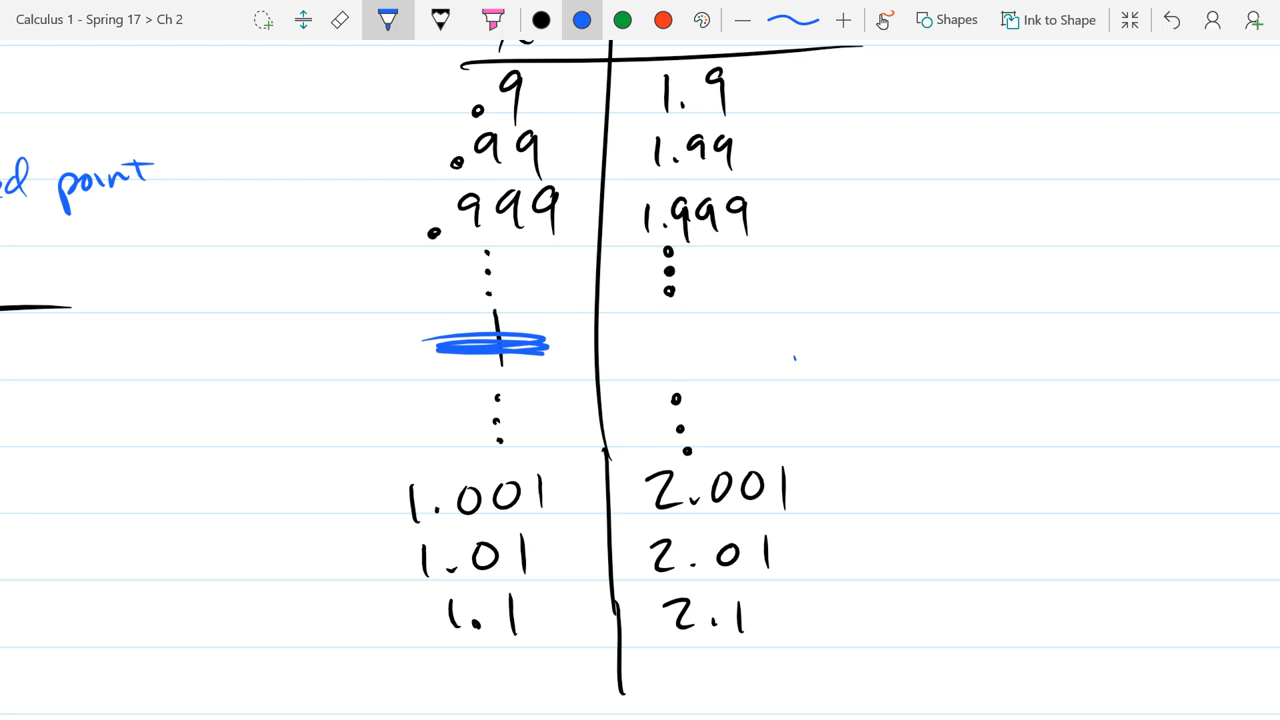 Calculus 1 - Spring 17 > Ch 2
Shapes
Ink to Shape
.9 1.9
.99 1.99
point
.999 1.999
1
1.001 2.001
1.01 2.01
1.1 2.1